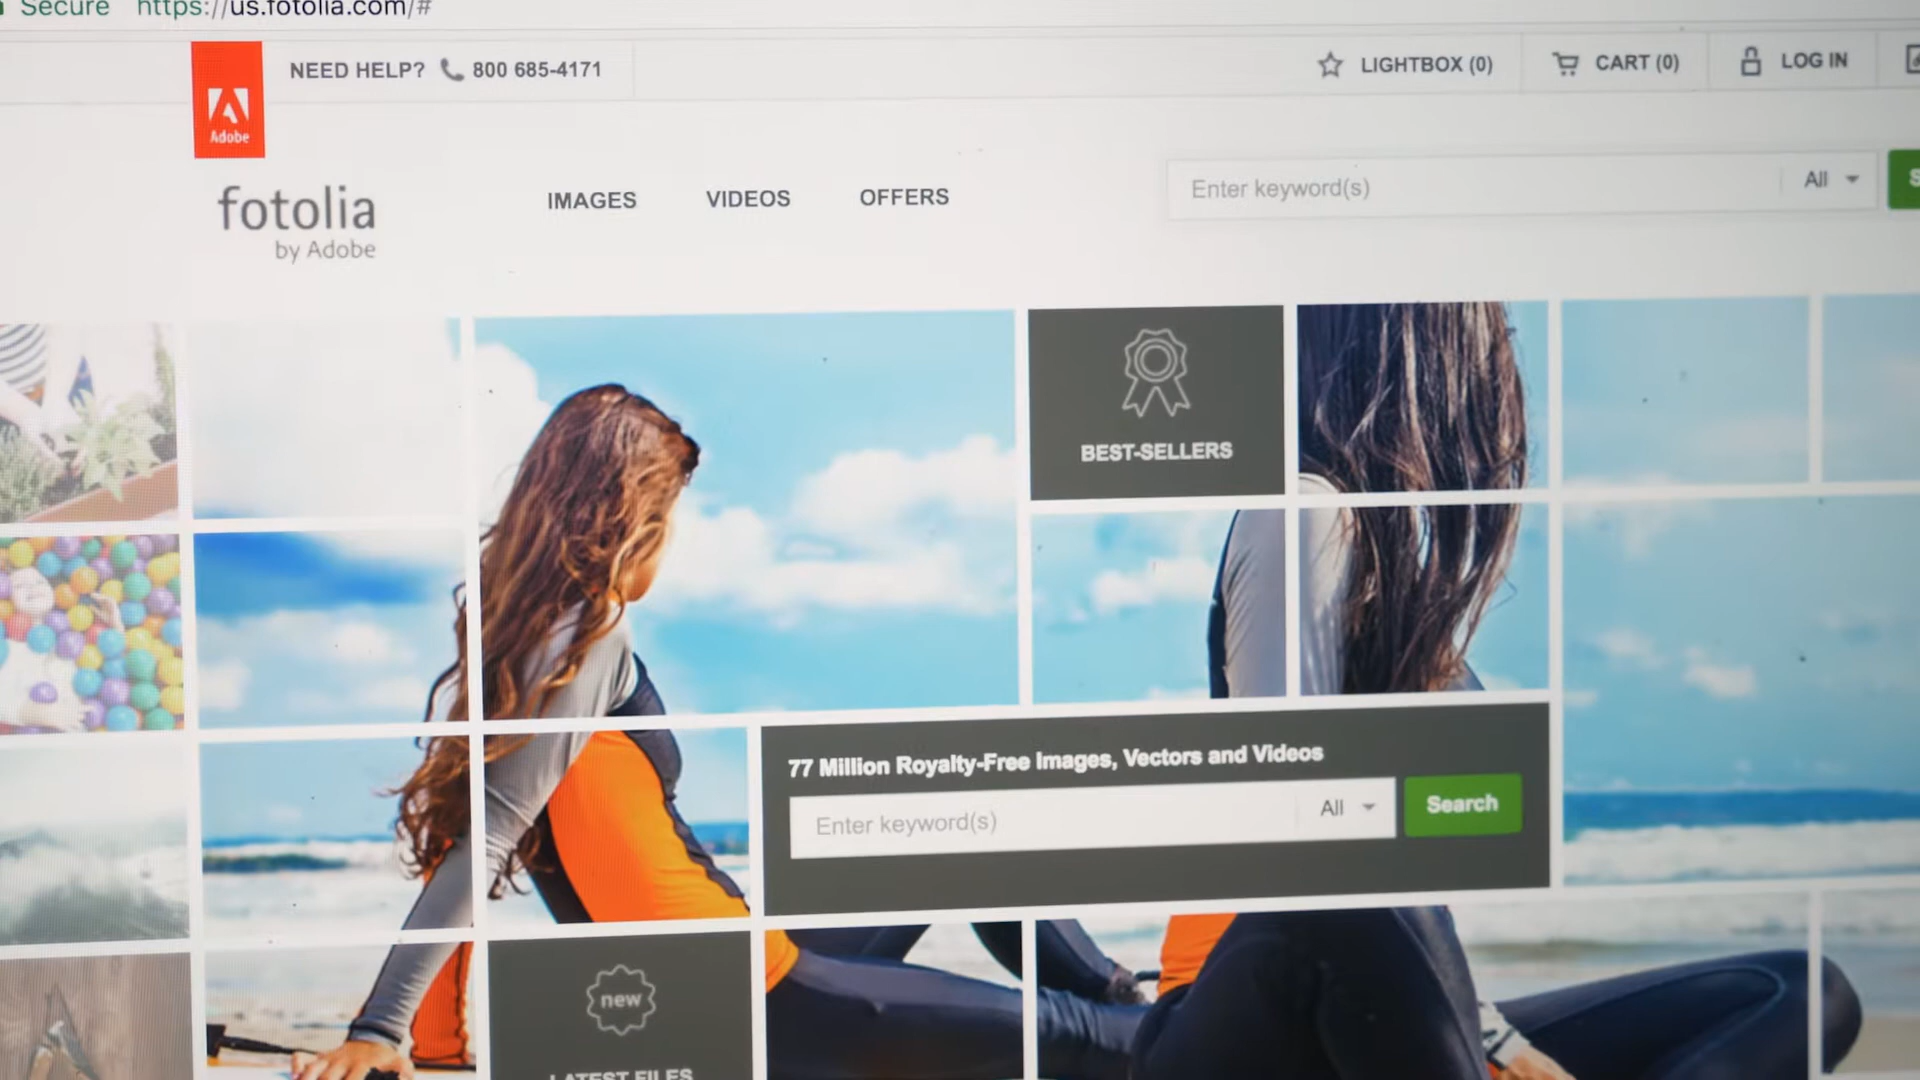 Secure https://us.fotolia.com/#
NEED HELP? 800 685-4171
LIGHTBOX (0)
CART (0)
LOG IN
Adobe
fotolia
by Adobe
IMAGES
VIDEOS
OFFERS
Enter keyword(s)
All
S
BEST-SELLERS
77 Million Royalty-Free Images, Vectors and Videos
Enter keyword(s)
All
Search
new
LATEST FILES